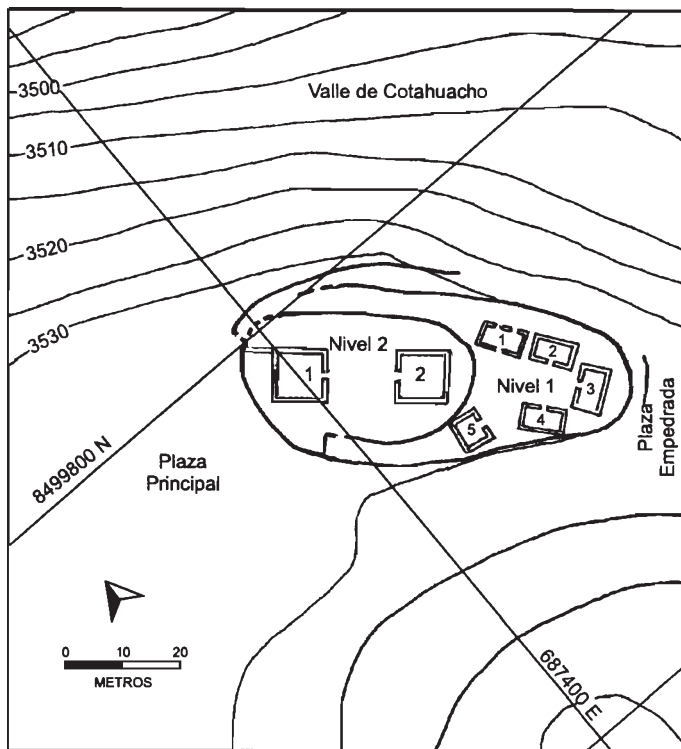 3500
Valle de Cotahuacho
3510
3520
3530
Nivel 2
1
2
1
2
3
4
5
Nivel 1
Plaza
Empedrada
8499800 N
Plaza
Principal
0 10 20
METROS
687400 E